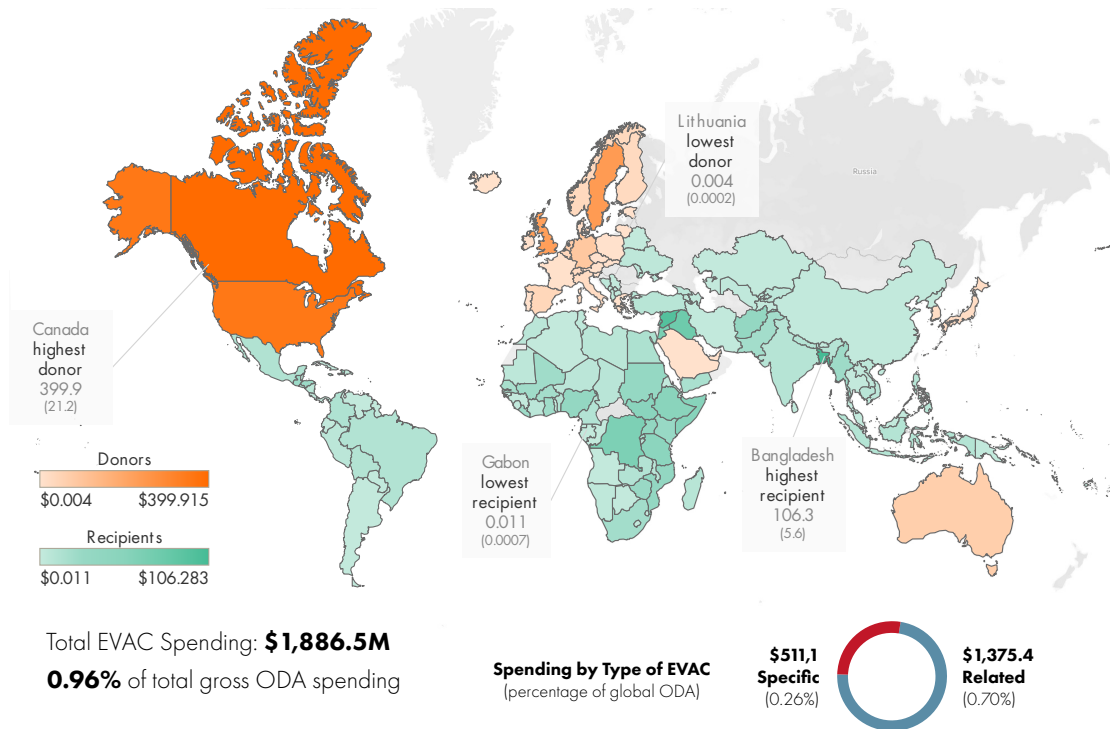 Lithuania
lowest
donor
0.004
(0.0002)
Russia
Canada
highest
donor
399.9
(21.2)
Gabon
lowest
recipient
0.011
(0.0007)
Bangladesh
highest
recipient
106.3
(5.6)
Donors
$0.004 $399.915
Recipients
$0.011 $106.283
Total EVAC Spending: $1,886.5M
0.96% of total gross ODA spending
Spending by Type of EVAC
(percentage of global ODA)
$511,1
Specific
(0.26%)
$1,375.4
Related
(0.70%)